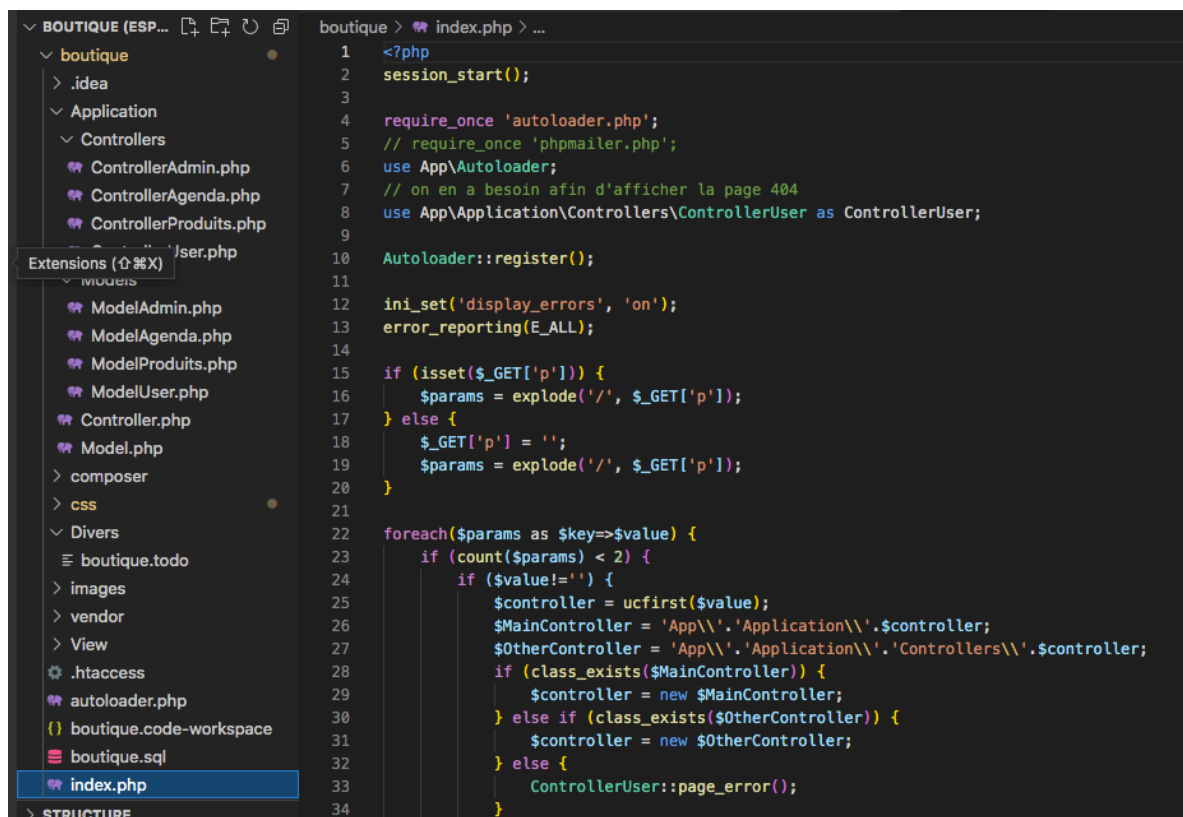 BOUTIQUE (ESP...
boutique
.idea
Application
Controllers
ControllerAdmin.php
ControllerAgenda.php
ControllerProduits.php
User.php
Extensions (⇧⌘X)
Models
ModelAdmin.php
ModelAgenda.php
ModelProduits.php
ModelUser.php
Controller.php
Model.php
composer
css
Divers
boutique.todo
images
vendor
View
.htaccess
autoloader.php
{} boutique.code-workspace
boutique.sql
index.php
STRUCTURE
boutique > index.php > ...
1 <?php
2 session_start();
3
4 require_once 'autoloader.php';
5 // require_once 'phpmailer.php';
6 use App\Autoloader;
7 // on en a besoin afin d'afficher la page 404
8 use App\Application\Controllers\ControllerUser as ControllerUser;
9
10 Autoloader::register();
11
12 ini_set('display_errors', 'on');
13 error_reporting(E_ALL);
14
15 if (isset($_GET['p'])) {
16 $params = explode('/', $_GET['p']);
17 } else {
18 $_GET['p'] = '';
19 $params = explode('/', $_GET['p']);
20 }
21
22 foreach($params as $key=>$value) {
23 if (count($params) < 2) {
24 if ($value!='') {
25 $controller = ucfirst($value);
26 $MainController = 'App\\'.'Application\\'.$controller;
27 $OtherController = 'App\\'.'Application\\'.'Controllers\\'.$controller;
28 if (class_exists($MainController)) {
29 $controller = new $MainController;
30 } else if (class_exists($OtherController)) {
31 $controller = new $OtherController;
32 } else {
33 ControllerUser::page_error();
34 }